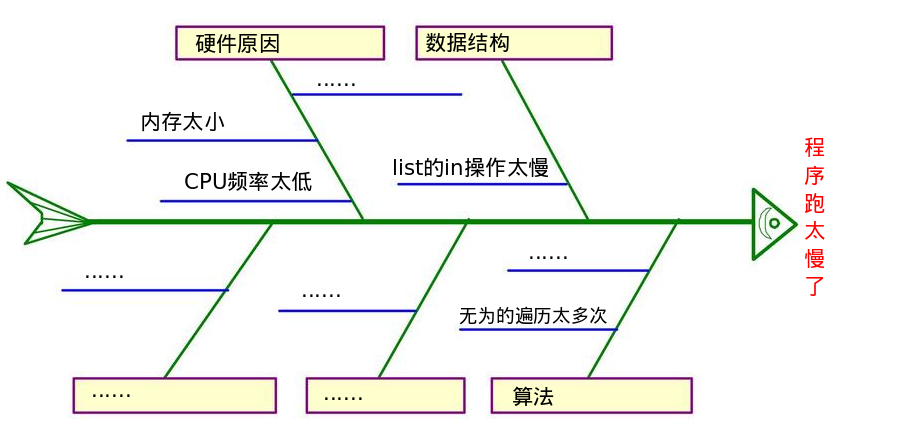 硬件原因
数据结构
……
内存太小
list的in操作太慢
CPU频率太低
程序跑太慢了
……
……
……
无为的遍历太多次
……
……
算法